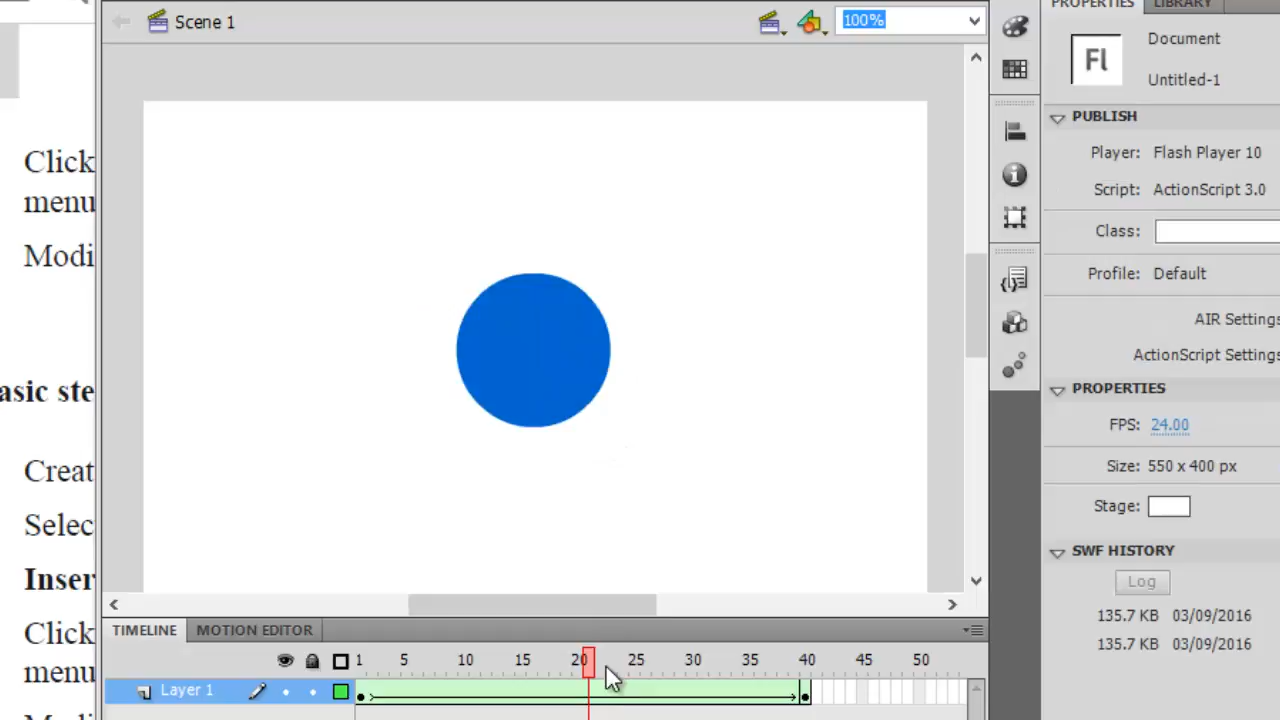 PROPERTIES LIBRARY
Scene 1 100%
Fl
Document
Untitled-1
PUBLISH
Player: Flash Player 10
Script: ActionScript 3.0
Class:
Profile: Default
AIR Settings
ActionScript Settings
PROPERTIES
FPS: 24.00
Size: 550 x 400 px
Stage:
SWF HISTORY
Log
135.7 KB 03/09/2016
135.7 KB 03/09/2016
Click
menu
Modi
asic ste
Creat
Selec
Inser
Click
menu
TIMELINE MOTION EDITOR
1 5 10 15 20 25 30 35 40 45 50
Layer 1